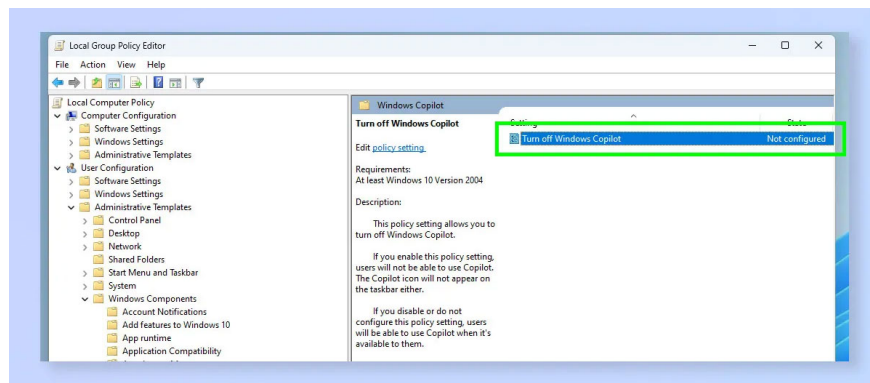 Local Group Policy Editor
File Action View Help
Local Computer Policy
Computer Configuration
Software Settings
Windows Settings
Administrative Templates
User Configuration
Software Settings
Windows Settings
Administrative Templates
Control Panel
Desktop
Network
Shared Folders
Start Menu and Taskbar
System
Windows Components
Account Notifications
Add features to Windows 10
App runtime
Application Compatibility
Windows Copilot
Turn off Windows Copilot
Edit policy setting
Requirements:
At least Windows 10 Version 2004
Description:
This policy setting allows you to
turn off Windows Copilot.
If you enable this policy setting,
users will not be able to use Copilot.
The Copilot icon will not appear on
the taskbar either.
If you disable or do not
configure this policy setting, users
will be able to use Copilot when it's
available to them.
Setting State
Turn off Windows Copilot Not configured